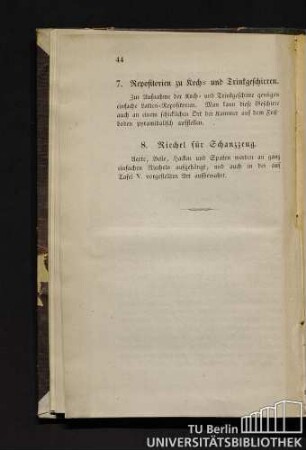 44
7. Repositorien zu Koch- und Trinkgeschirren.
Zur Aufnahme der Koch- und Trinkgeschirre genügen
einfache Latten-Repositorien. Man kann diese Geschirre
auch an einem schicklichen Ort der Kammer auf dem Fuß-
boden pyramidalisch aufstellen.
8. Riechel für Schanzzeug.
Aexte, Beile, Hacken und Spaten werden an ganz
einfachen Riecheln aufgehängt, und auch in der auf
Tafel V. vorgestellten Art aufbewahrt.
TU Berlin
UNIVERSITÄTSBIBLIOTHEK